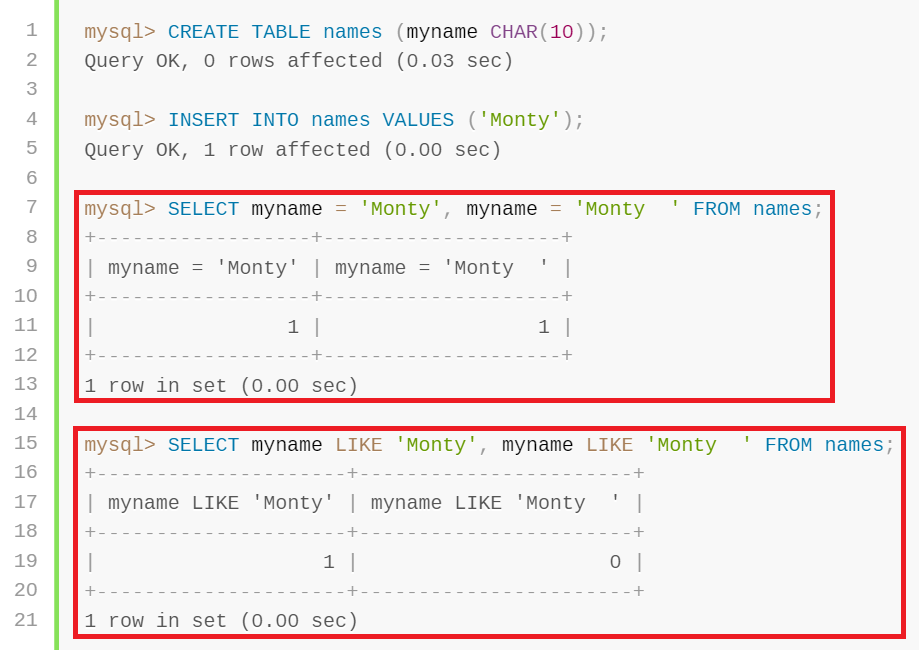 1 mysql> CREATE TABLE names (myname CHAR(10));
2 Query OK, 0 rows affected (0.03 sec)
3
4 mysql> INSERT INTO names VALUES ('Monty');
5 Query OK, 1 row affected (0.00 sec)
6
7 mysql> SELECT myname = 'Monty', myname = 'Monty  ' FROM names;
8 +------------------+--------------------+
9 | myname = 'Monty' | myname = 'Monty  ' |
10 +------------------+--------------------+
11 |                1 |                  1 |
12 +------------------+--------------------+
13 1 row in set (0.00 sec)
14
15 mysql> SELECT myname LIKE 'Monty', myname LIKE 'Monty  ' FROM names;
16 +---------------------+-----------------------+
17 | myname LIKE 'Monty' | myname LIKE 'Monty  ' |
18 +---------------------+-----------------------+
19 |                   1 |                     0 |
20 +---------------------+-----------------------+
21 1 row in set (0.00 sec)